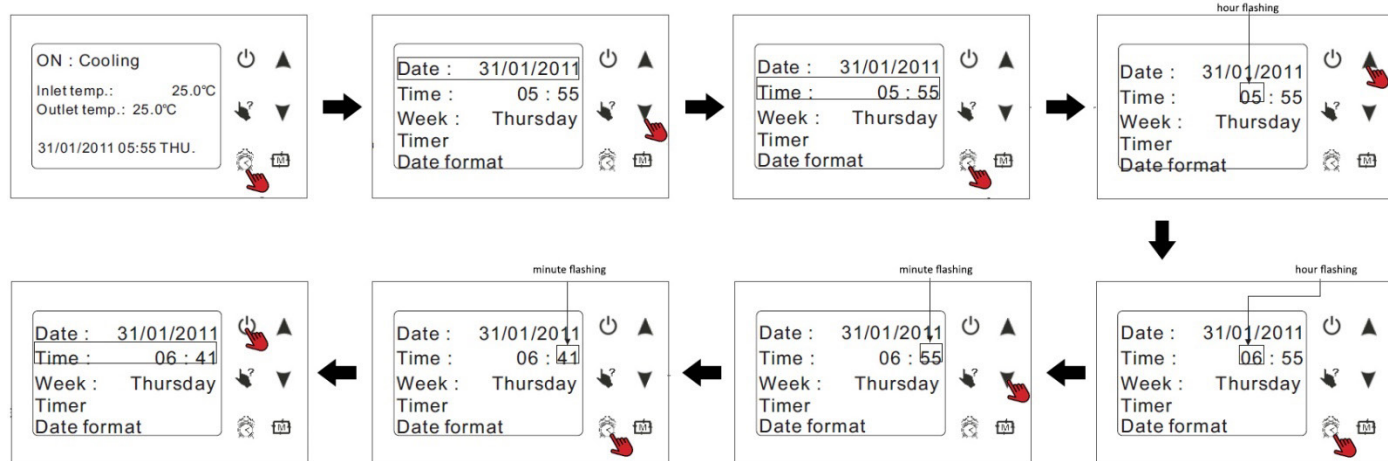 ON : Cooling
Inlet temp.: 25.0℃
Outlet temp.: 25.0℃
31/01/2011 05:55 THU.
Date : 31/01/2011
Time : 05 : 55
Week : Thursday
Timer
Date format
Date : 31/01/2011
Time : 05 : 55
Week : Thursday
Timer
Date format
hour flashing
Date : 31/01/2011
Time : 05 : 55
Week : Thursday
Timer
Date format
Date : 31/01/2011
Time : 06 : 41
Week : Thursday
Timer
Date format
minute flashing
Date : 31/01/2011
Time : 06 : 41
Week : Thursday
Timer
Date format
minute flashing
Date : 31/01/2011
Time : 06 : 55
Week : Thursday
Timer
Date format
hour flashing
Date : 31/01/2011
Time : 06 : 55
Week : Thursday
Timer
Date format